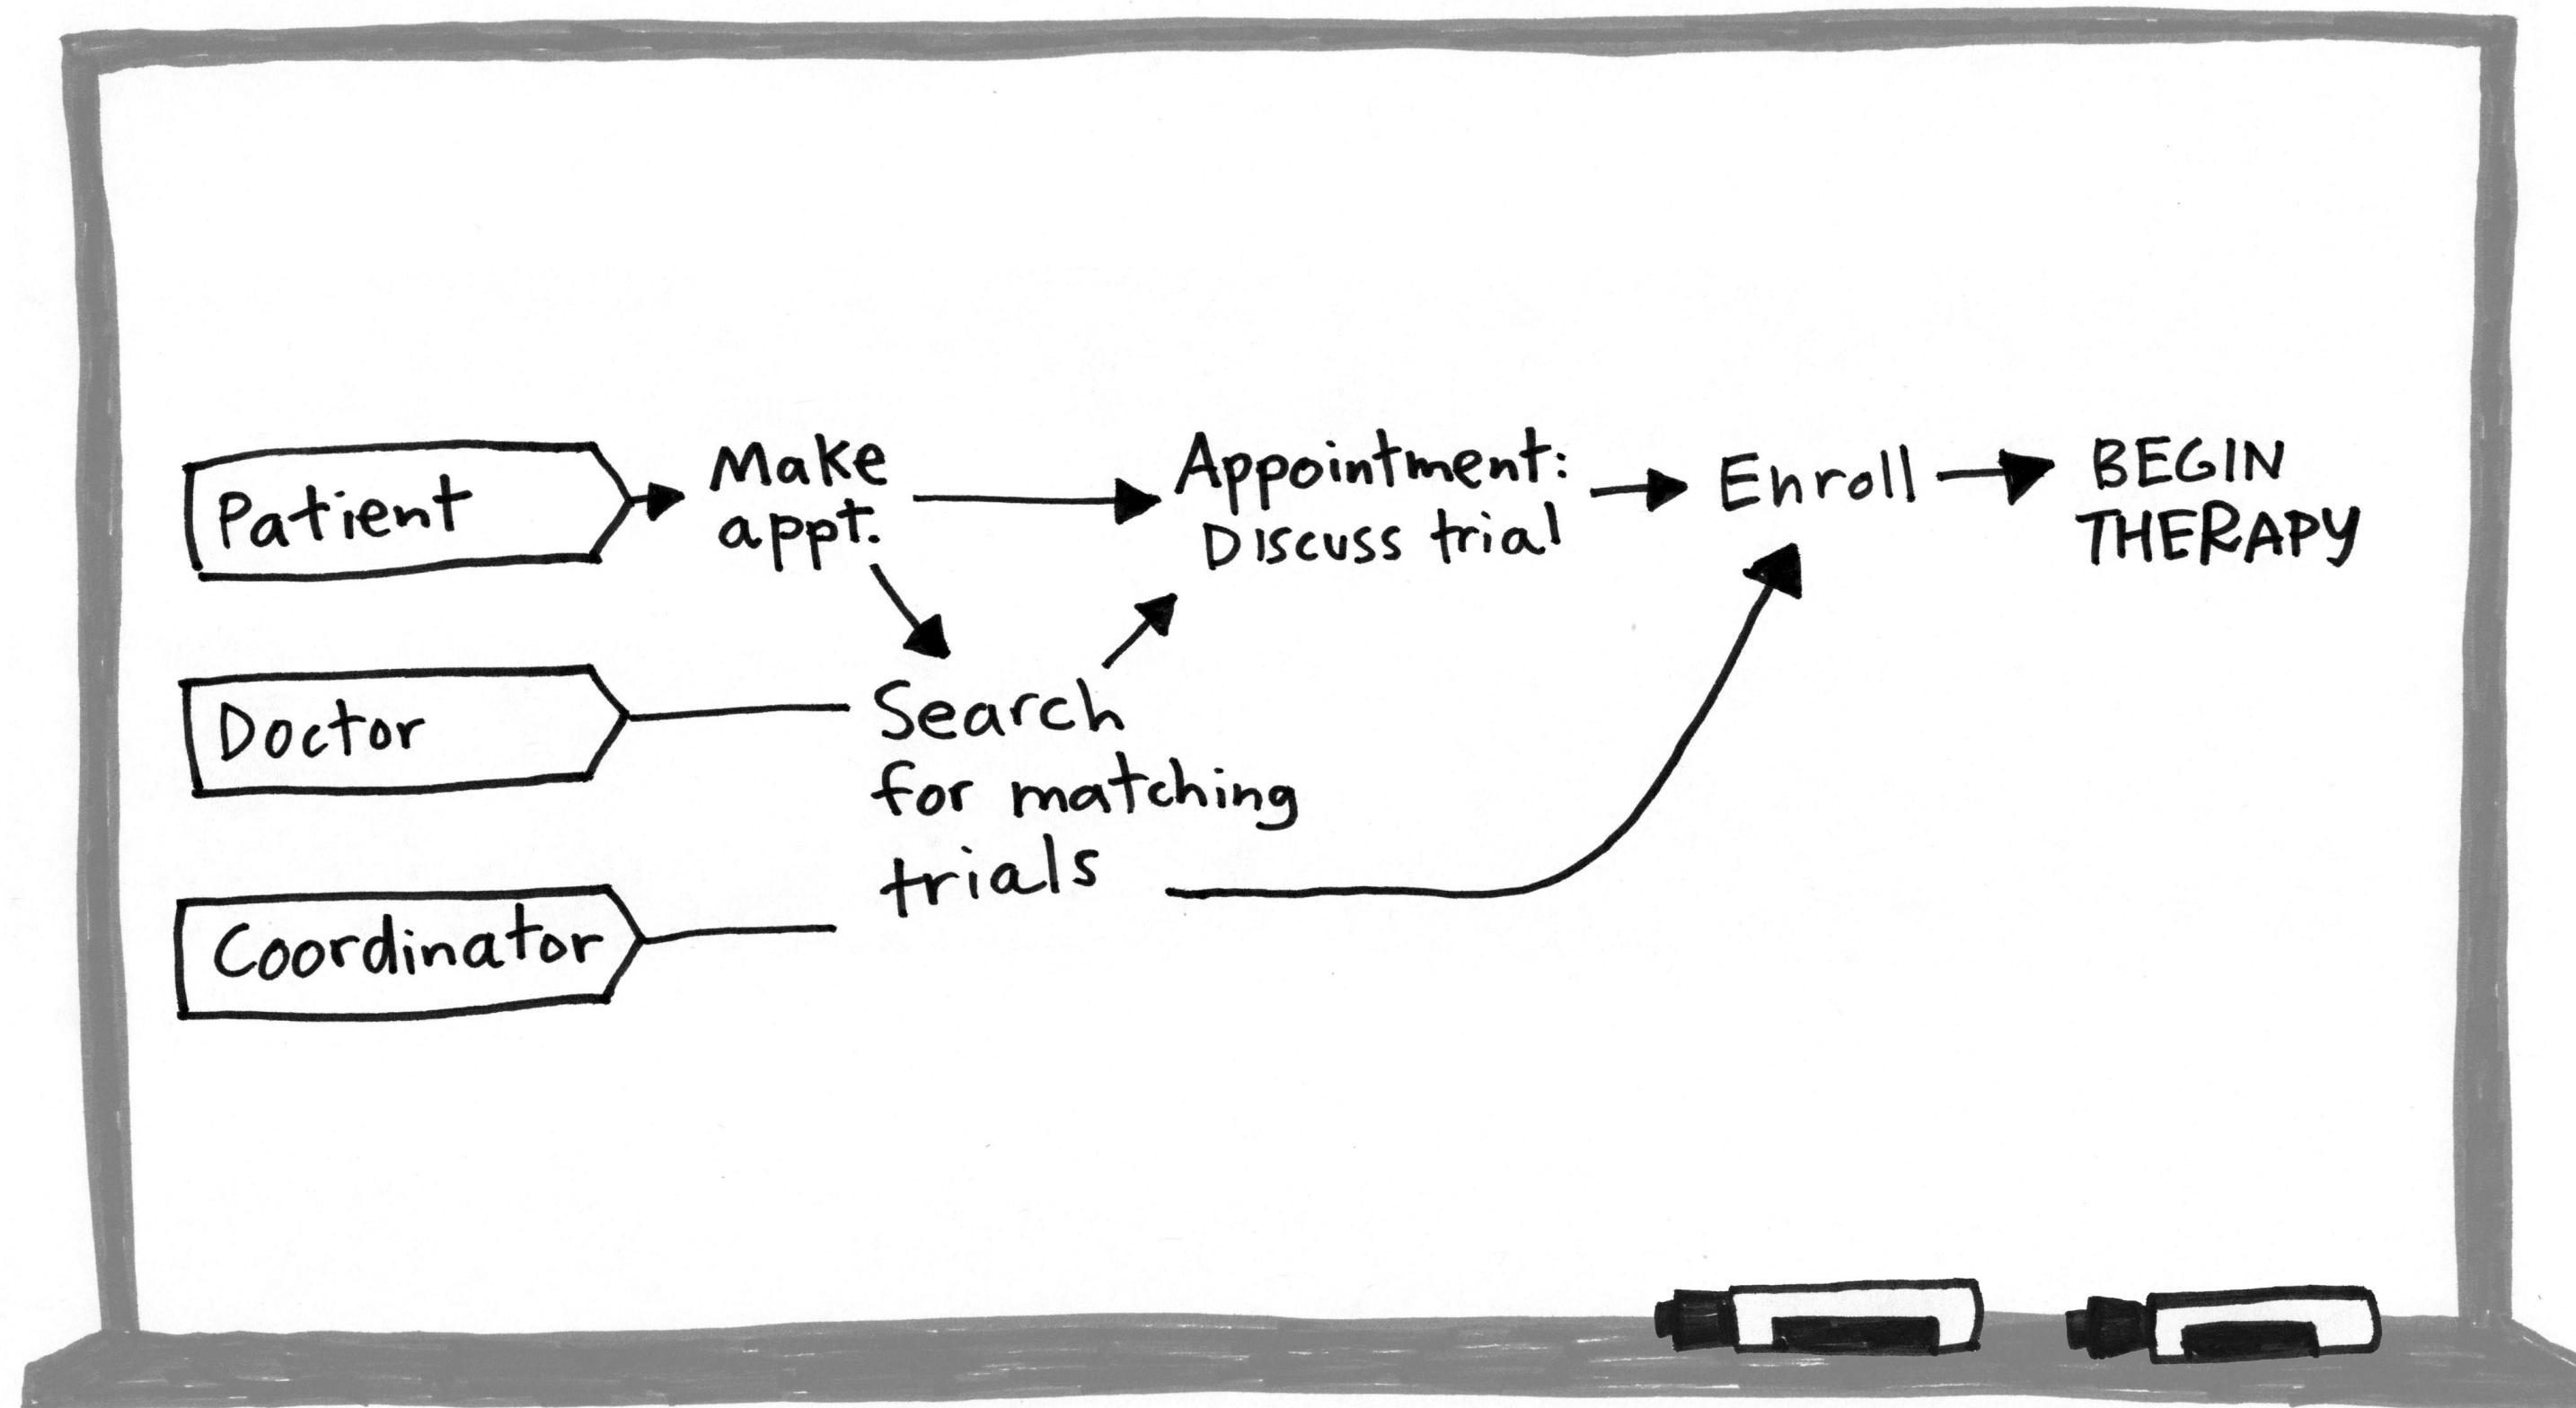 Patient
Make
appt.
Appointment:
Discuss trial
Enroll
BEGIN
THERAPY
Doctor
Search
for matching
trials
Coordinator